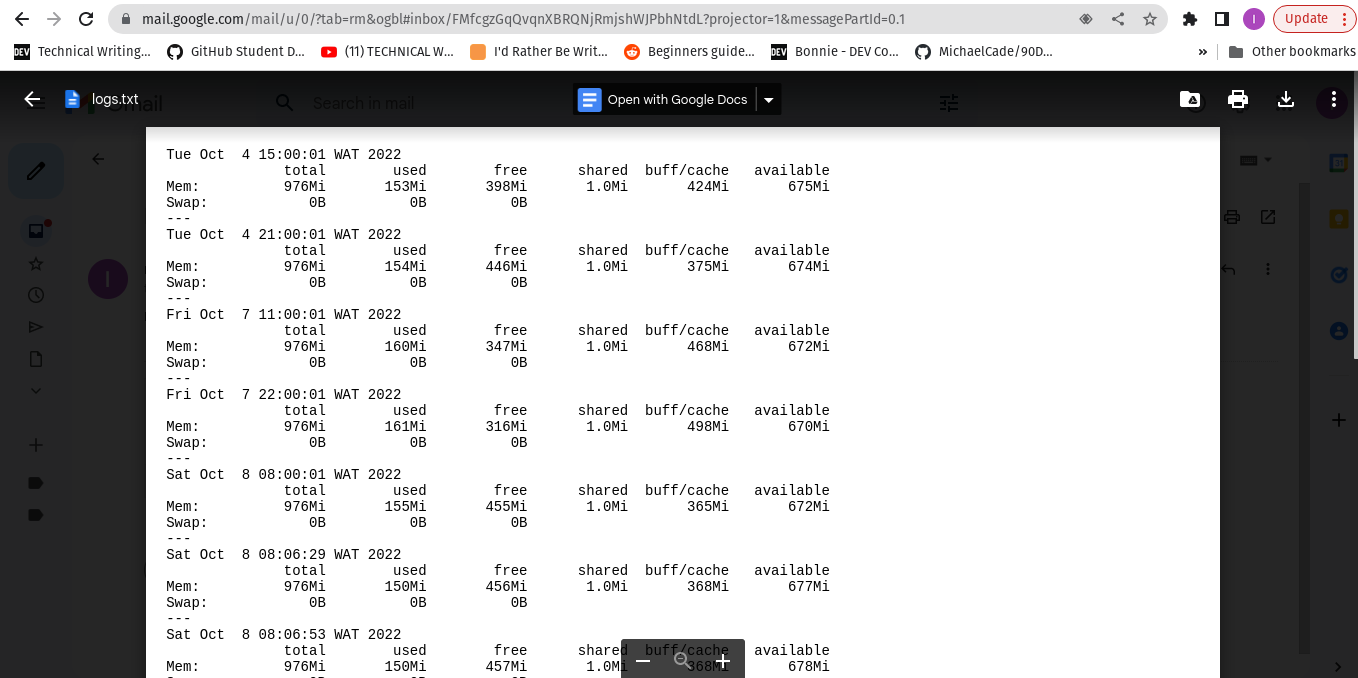 mail.google.com/mail/u/0/?tab=rm&ogbl#inbox/FMfcgzGqQvqnXBRQNjRmjshWJPbhNtdL?projector=1&messagePartId=0.1
I
Update
DEV Technical Writing...
GitHub Student D...
(11) TECHNICAL W...
I'd Rather Be Writ...
Beginners guide...
DEV Bonnie - DEV Co...
MichaelCade/90D...
»
Other bookmarks
logs.txt
Gmail
Search in mail
Open with Google Docs
I
Tue Oct  4 15:00:01 WAT 2022
              total        used        free      shared  buff/cache   available
Mem:          976Mi       153Mi       398Mi       1.0Mi       424Mi       675Mi
Swap:            0B          0B          0B
---
Tue Oct  4 21:00:01 WAT 2022
              total        used        free      shared  buff/cache   available
Mem:          976Mi       154Mi       446Mi       1.0Mi       375Mi       674Mi
Swap:            0B          0B          0B
---
Fri Oct  7 11:00:01 WAT 2022
              total        used        free      shared  buff/cache   available
Mem:          976Mi       160Mi       347Mi       1.0Mi       468Mi       672Mi
Swap:            0B          0B          0B
---
Fri Oct  7 22:00:01 WAT 2022
              total        used        free      shared  buff/cache   available
Mem:          976Mi       161Mi       316Mi       1.0Mi       498Mi       670Mi
Swap:            0B          0B          0B
---
Sat Oct  8 08:00:01 WAT 2022
              total        used        free      shared  buff/cache   available
Mem:          976Mi       155Mi       455Mi       1.0Mi       365Mi       672Mi
Swap:            0B          0B          0B
---
Sat Oct  8 08:06:29 WAT 2022
              total        used        free      shared  buff/cache   available
Mem:          976Mi       150Mi       456Mi       1.0Mi       368Mi       677Mi
Swap:            0B          0B          0B
---
Sat Oct  8 08:06:53 WAT 2022
              total        used        free      shared  buff/cache   available
Mem:          976Mi       150Mi       457Mi       1.0Mi       368Mi       678Mi